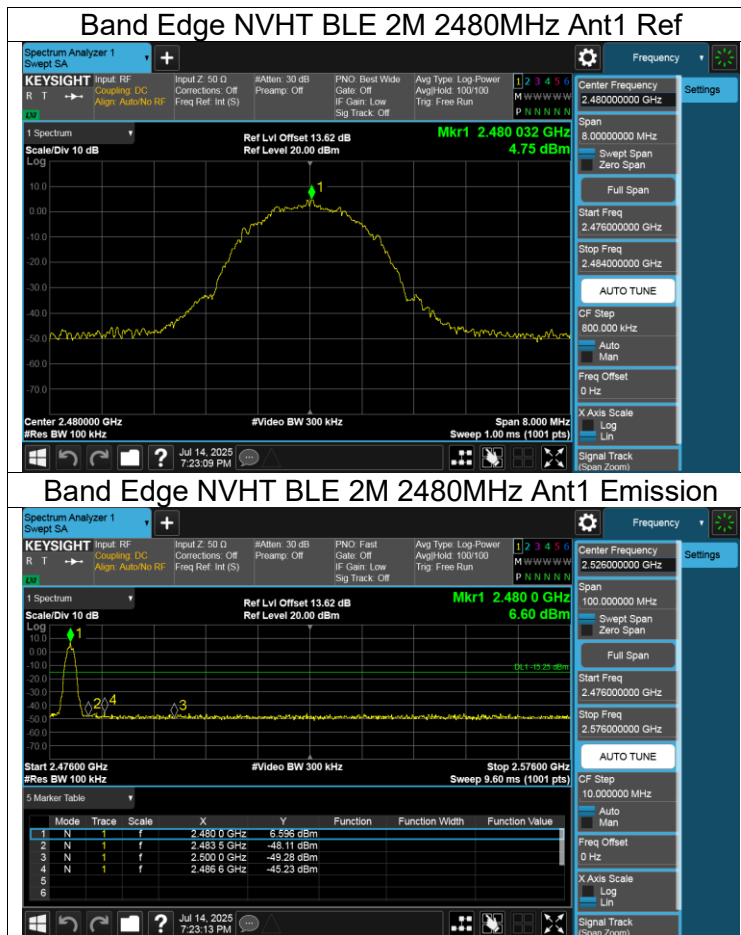 Band Edge NVHT BLE 2M 2480MHz Ant1 Ref
Spectrum Analyzer 1
Swept SA
+
Frequency
KEYSIGHT Input: RF Input Z: 50 Ω #Atten: 30 dB PNO: Best Wide Avg Type: Log-Power 1 2 3 4 5 6
R T Coupling: DC Corrections: Off Preamp: Off Gate: Off Avg|Hold: 100/100 M W W W W W
Align: Auto/No RF Freq Ref: Int (S) IF Gain: Low Trig: Free Run
LXI Sig Track: Off P N N N N N
Center Frequency
2.480000000 GHz
Settings
Span
8.00000000 MHz
Swept Span
Zero Span
Full Span
Start Freq
2.476000000 GHz
Stop Freq
2.484000000 GHz
AUTO TUNE
CF Step
800.000 kHz
Auto
Man
Freq Offset
0 Hz
X Axis Scale
Log
Lin
Signal Track
(Span Zoom)
1 Spectrum
Ref Lvl Offset 13.62 dB Mkr1 2.480 032 GHz
Scale/Div 10 dB Ref Level 20.00 dBm 4.75 dBm
Log
1
10.0
0.00
-10.0
-20.0
-30.0
-40.0
-50.0
-60.0
-70.0
Center 2.480000 GHz #Video BW 300 kHz Span 8.000 MHz
#Res BW 100 kHz Sweep 1.00 ms (1001 pts)
?
Jul 14, 2025
7:23:09 PM
Band Edge NVHT BLE 2M 2480MHz Ant1 Emission
Spectrum Analyzer 1
Swept SA
+
Frequency
KEYSIGHT Input: RF Input Z: 50 Ω #Atten: 30 dB PNO: Fast Avg Type: Log-Power 1 2 3 4 5 6
R T Coupling: DC Corrections: Off Preamp: Off Gate: Off Avg|Hold: 100/100 M W W W W W
Align: Auto/No RF Freq Ref: Int (S) IF Gain: Low Trig: Free Run
LXI Sig Track: Off P N N N N N
Center Frequency
2.526000000 GHz
Settings
Span
100.000000 MHz
Swept Span
Zero Span
Full Span
Start Freq
2.476000000 GHz
Stop Freq
2.576000000 GHz
AUTO TUNE
CF Step
10.000000 MHz
Auto
Man
Freq Offset
0 Hz
X Axis Scale
Log
Lin
Signal Track
(Span Zoom)
1 Spectrum
Ref Lvl Offset 13.62 dB Mkr1 2.480 0 GHz
Scale/Div 10 dB Ref Level 20.00 dBm 6.60 dBm
Log
10.0
0.00
-10.0
-20.0
-30.0
-40.0
-50.0
-60.0
-70.0
1
DL1 -15.25 dBm
2 4 3
Start 2.47600 GHz #Video BW 300 kHz Stop 2.57600 GHz
#Res BW 100 kHz Sweep 9.60 ms (1001 pts)
5 Marker Table
Mode Trace Scale X Y Function Function Width Function Value
1 N 1 f 2.480 0 GHz 6.596 dBm
2 N 1 f 2.483 5 GHz -48.11 dBm
3 N 1 f 2.500 0 GHz -49.28 dBm
4 N 1 f 2.486 6 GHz -45.23 dBm
5
6
?
Jul 14, 2025
7:23:13 PM